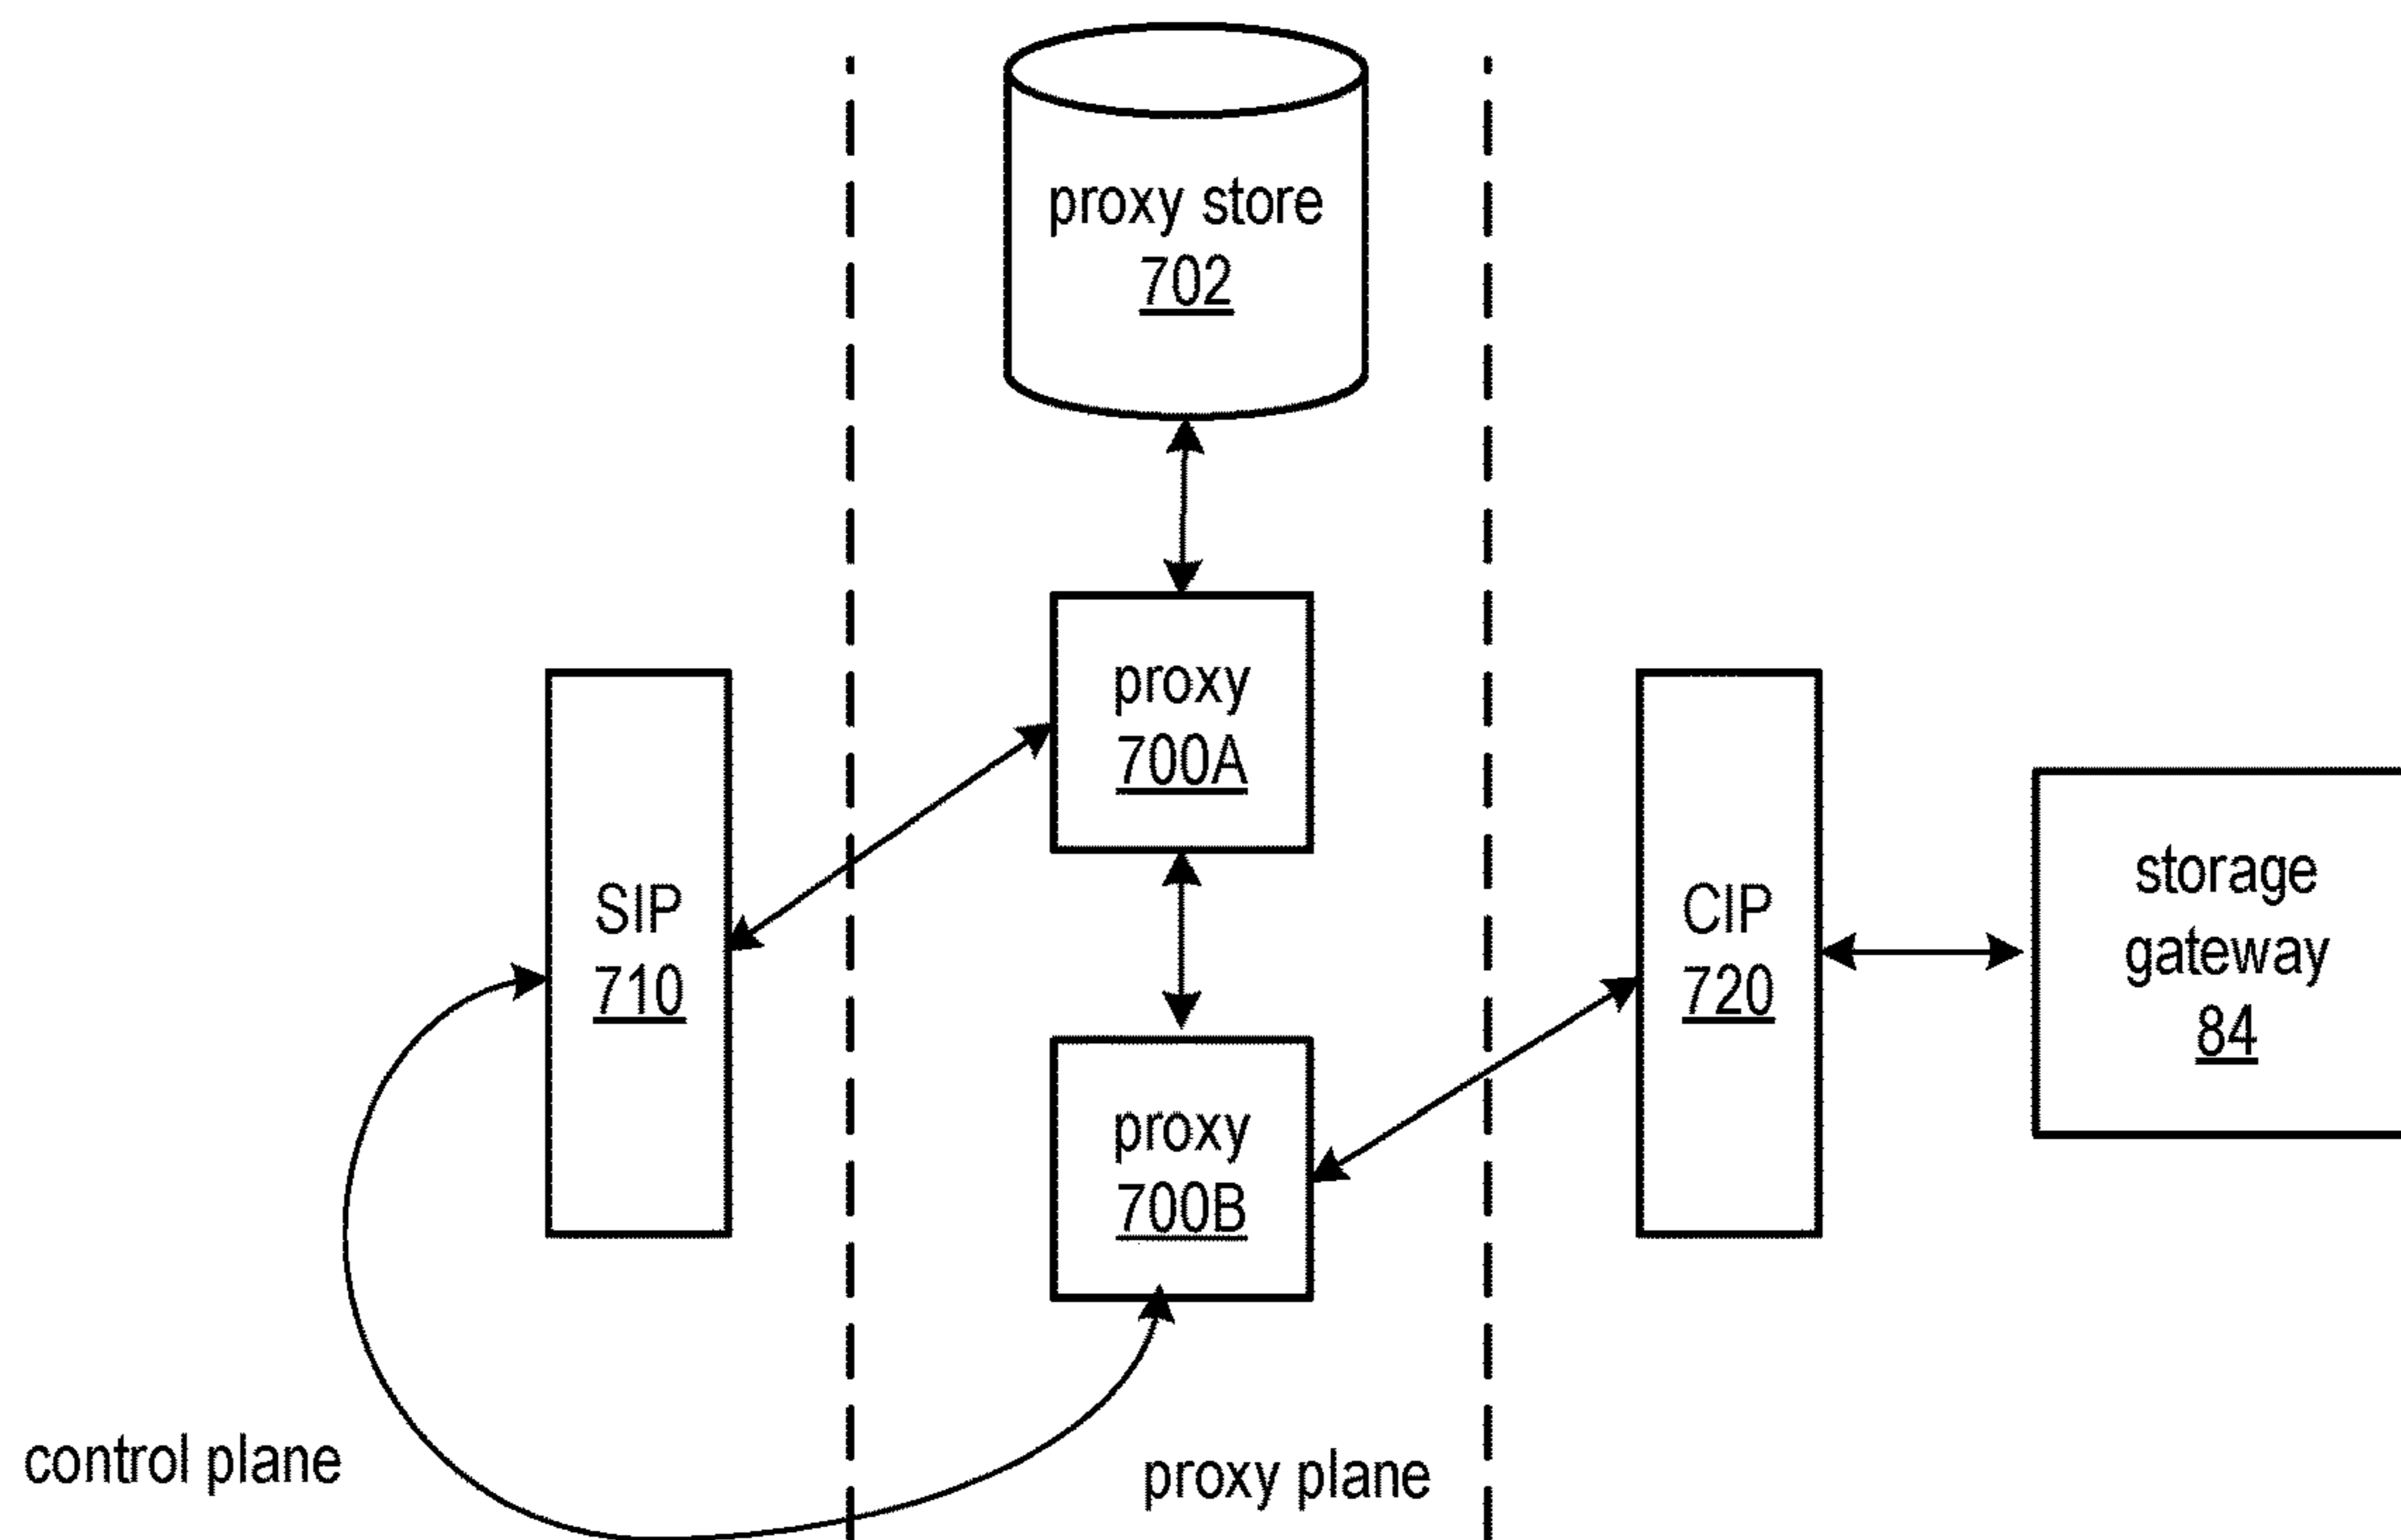 proxy store
702
proxy
700A
SIP
710
CIP
720
storage
gateway
84
proxy
700B
control plane
proxy plane